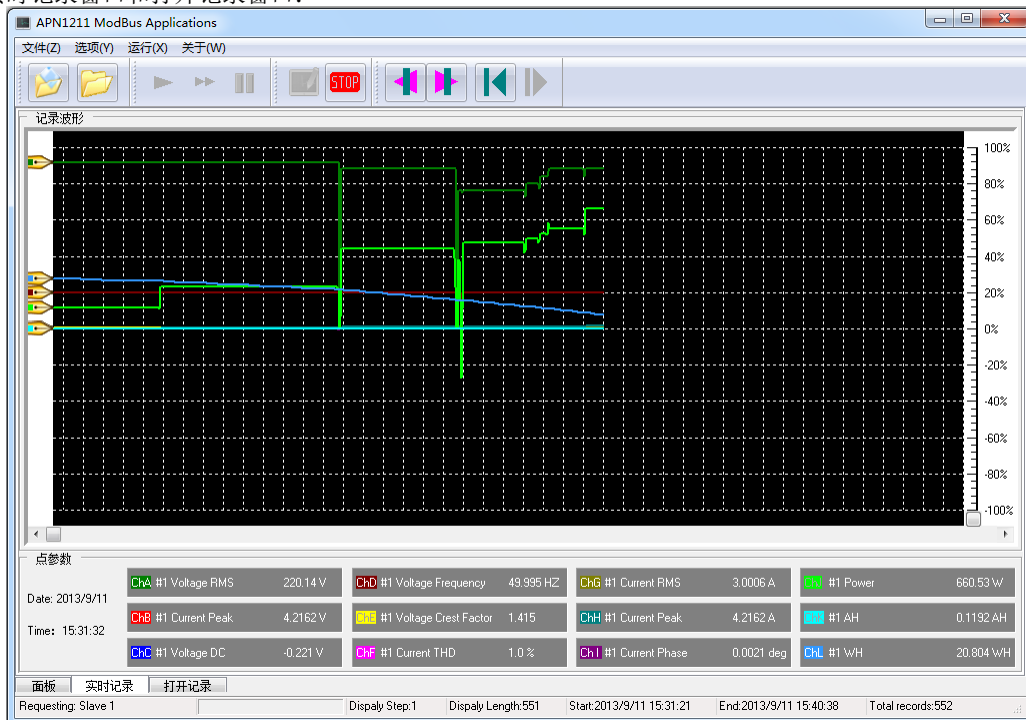 APN1211 ModBus Applications
文件(Z) 选项(Y) 运行(X) 关于(W)
STOP
记录波形
100%
80%
60%
40%
20%
0%
-20%
-40%
-60%
-80%
-100%
点参数
Date: 2013/9/11
Time: 15:31:32
ChA #1 Voltage RMS 220.14 V
ChD #1 Voltage Frequency 49.995 HZ
ChG #1 Current RMS 3.0006 A
#1 Power 660.53 W
ChB #1 Current Peak 4.2162 V
ChE #1 Voltage Crest Factor 1.415
ChH #1 Current Peak 4.2162 A
#1 AH 0.1192 AH
ChC #1 Voltage DC -0.221 V
ChF #1 Current THD 1.0 %
ChI #1 Current Phase 0.0021 deg
ChL #1 WH 20.804 WH
面板 实时记录 打开记录
Requesting: Slave 1
Dispaly Step:1
Dispaly Length:551
Start:2013/9/11 15:31:21
End:2013/9/11 15:40:38
Total records:552